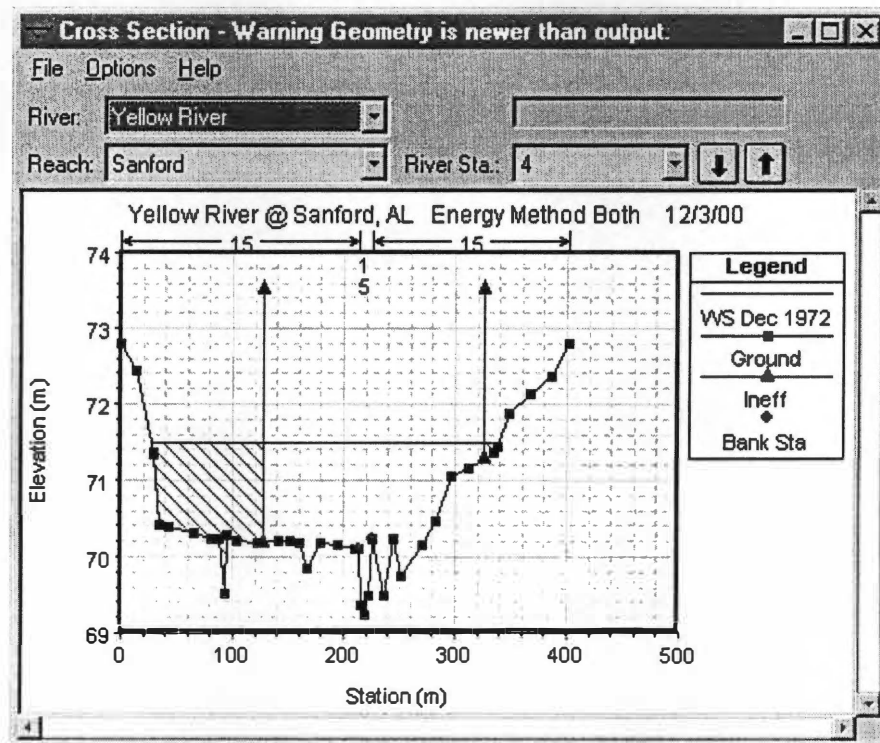 Cross Section - Warning Geometry is newer than output.
File Options Help
River: Yellow River
Reach: Sanford River Sta.: 4
Yellow River @ Sanford, AL Energy Method Both 12/3/00
15
1
5
15
74
73
72
71
70
69
Elevation (m)
0 100 200 300 400 500
Station (m)
Legend
WS Dec 1972
Ground
Ineff
Bank Sta